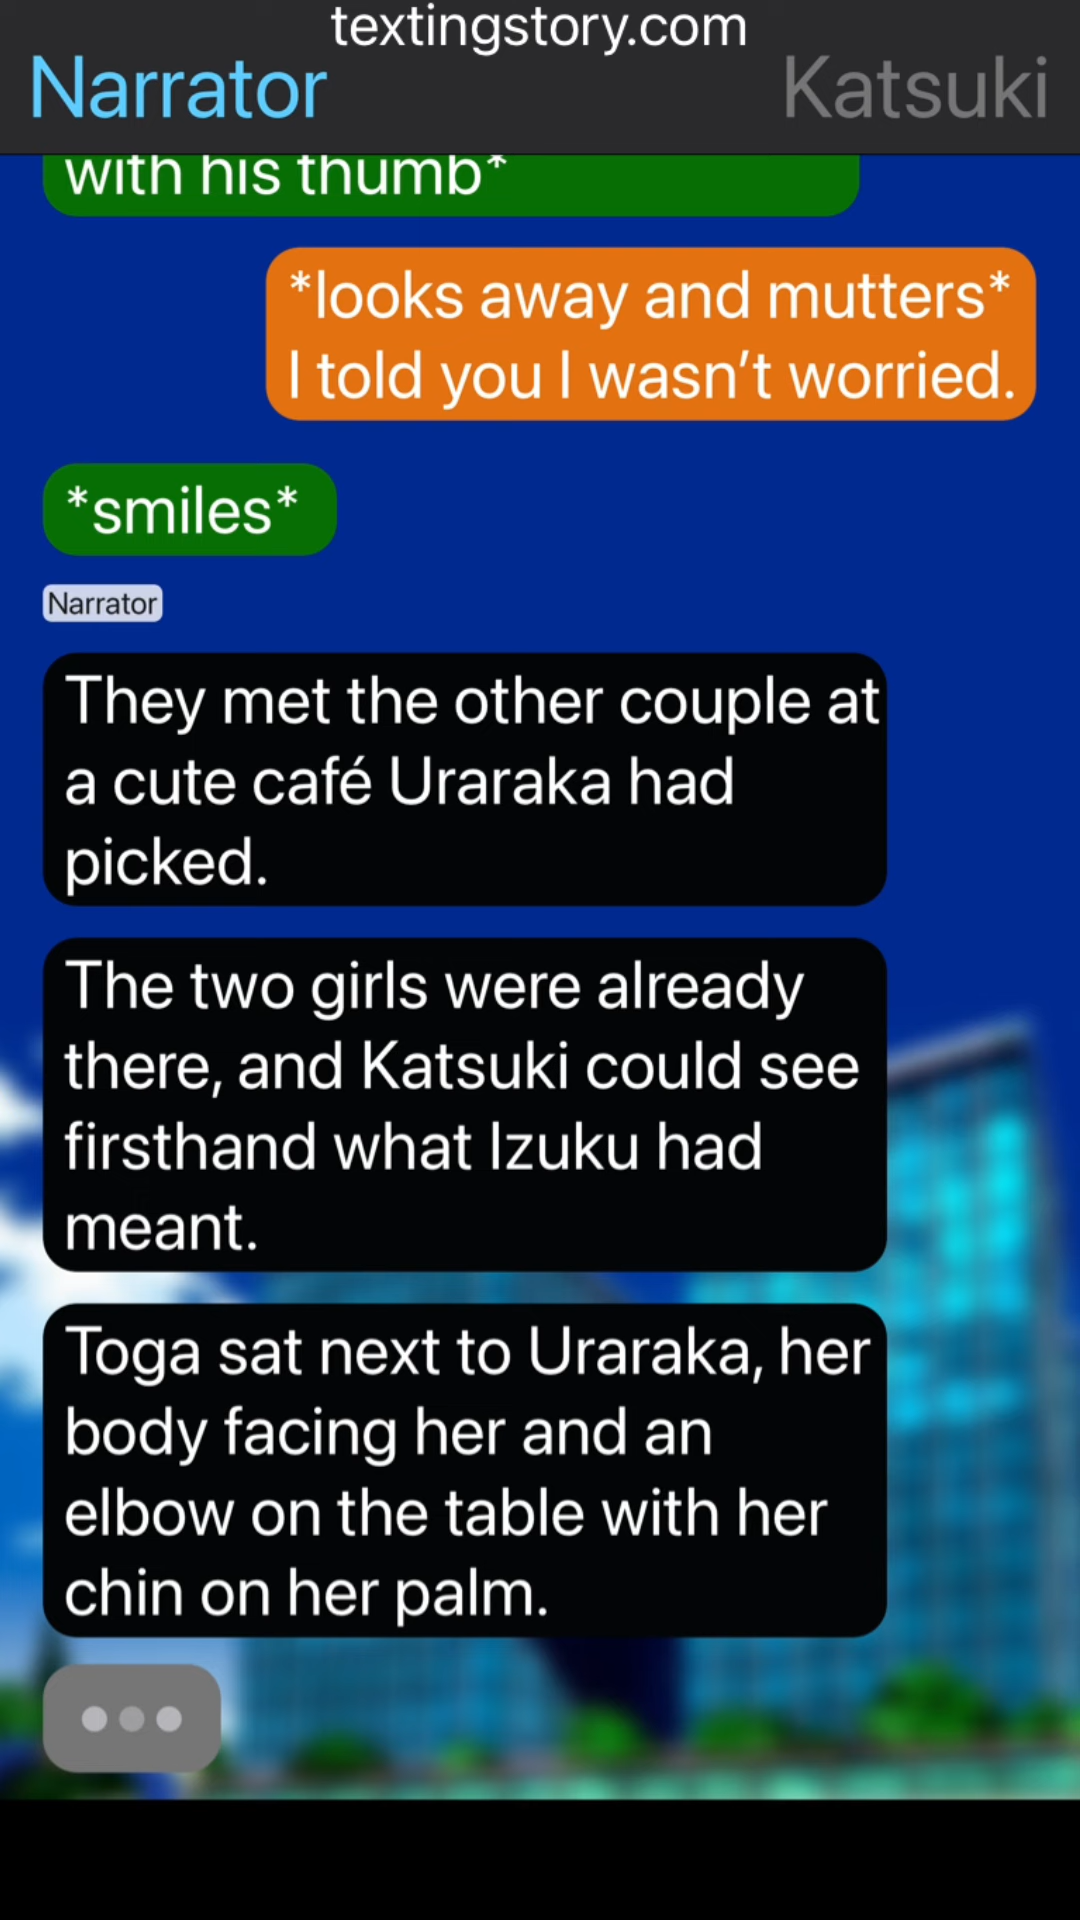 textingstory.com
Narrator
Katsuki
with his thumb*
*looks away and mutters*
I told you I wasn’t worried.
*smiles*
Narrator
They met the other couple at
a cute café Uraraka had
picked.
The two girls were already
there, and Katsuki could see
firsthand what Izuku had
meant.
Toga sat next to Uraraka, her
body facing her and an
elbow on the table with her
chin on her palm.